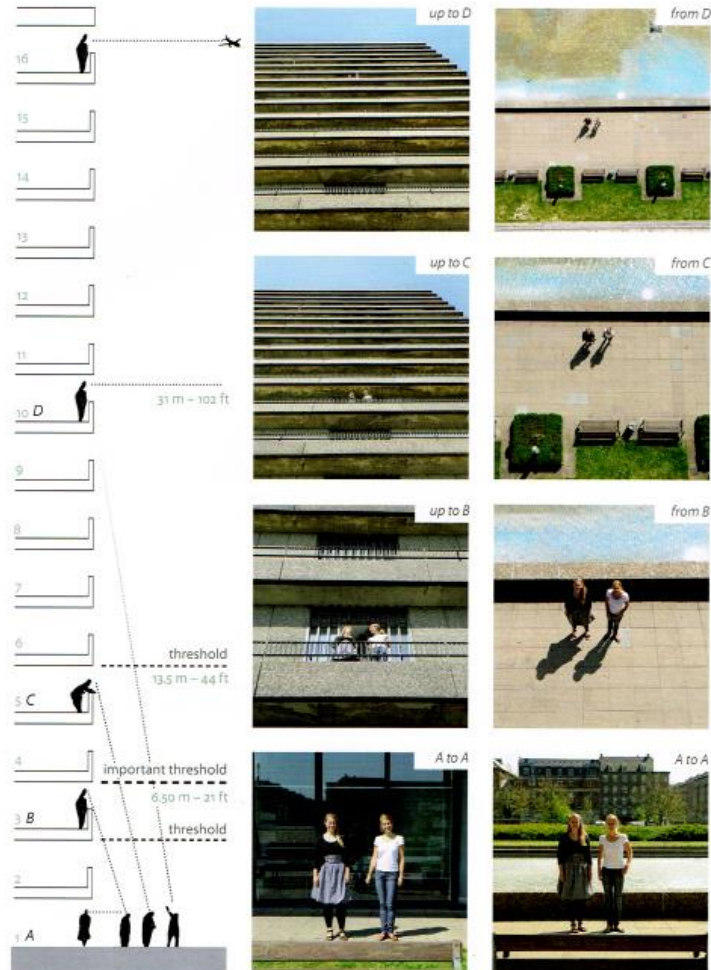 16
15
14
13
12
11
31 m – 102 ft
10 D
9
8
7
6
threshold
13.5 m – 44 ft
5 C
4
important threshold
6.50 m – 21 ft
3 B
threshold
2
1 A
up to D
from D
up to C
from C
up to B
from B
A to A
A to A